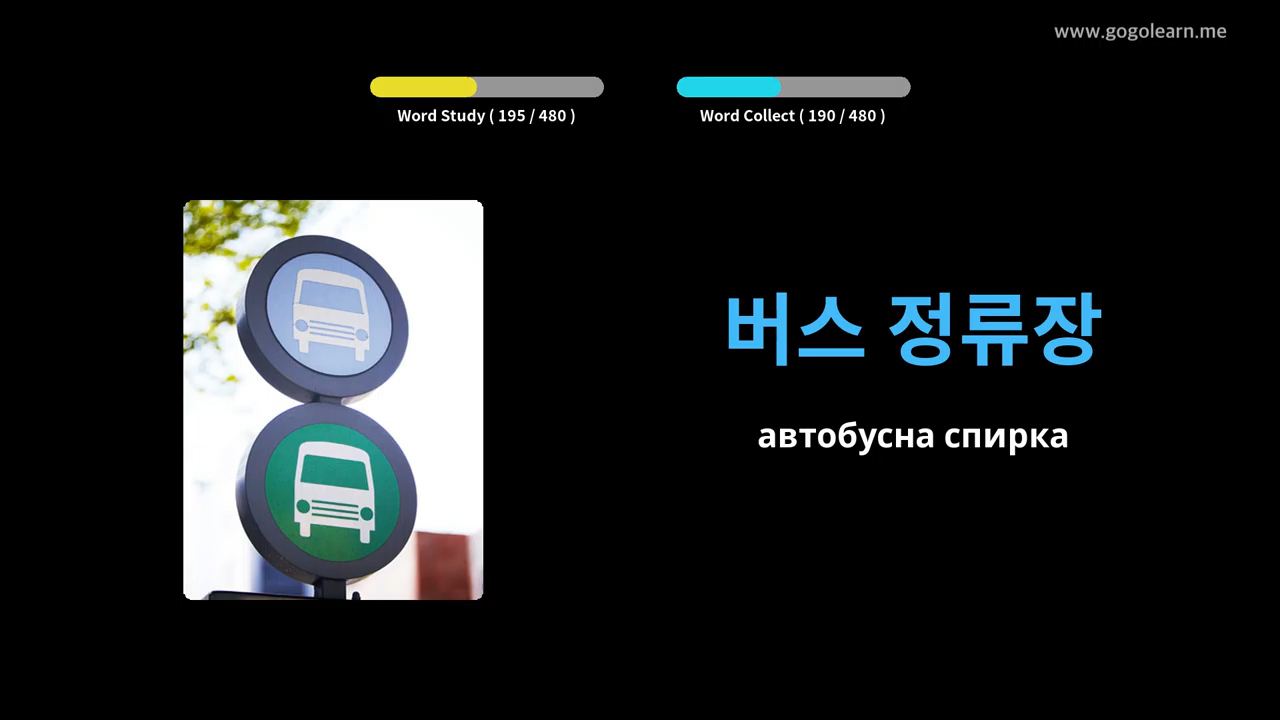 www.gogolearn.me
Word Study ( 195 / 480 )
Word Collect ( 190 / 480 )
버스 정류장
автобусна спирка